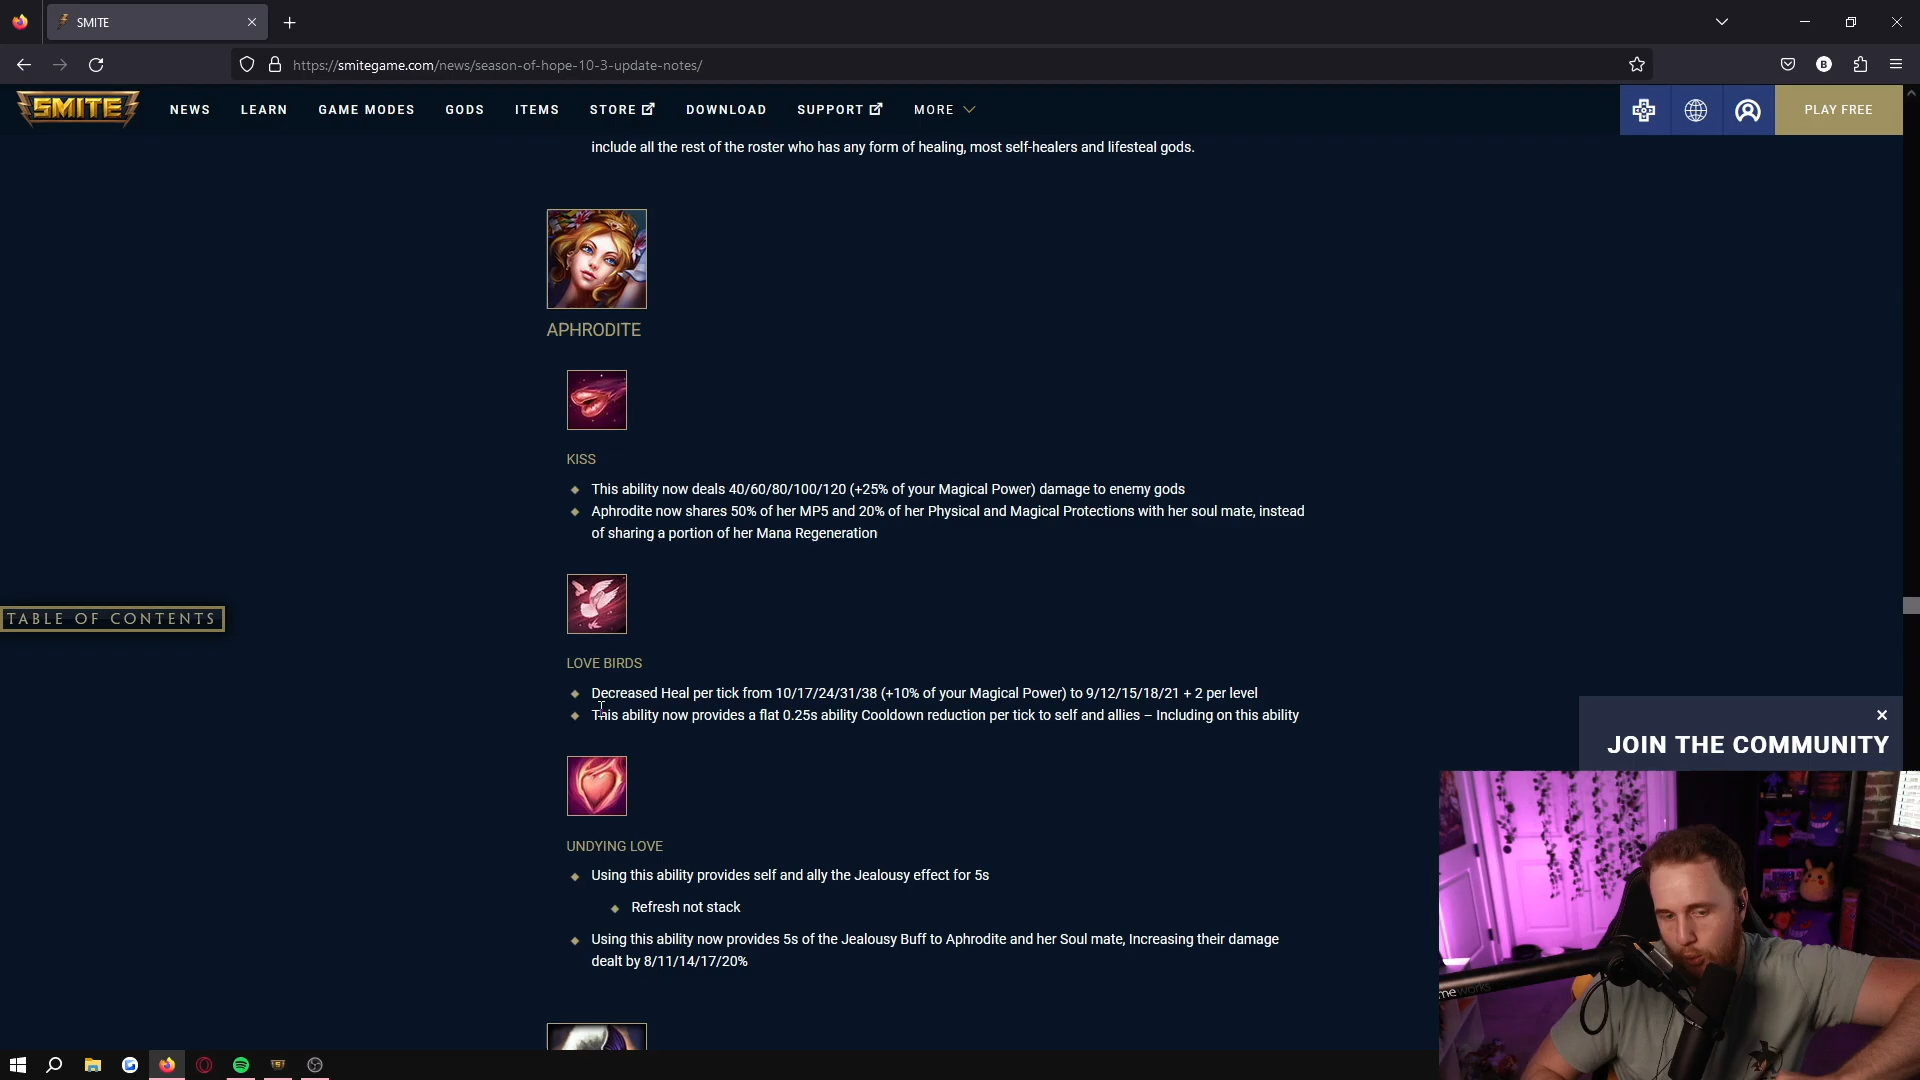 SMITE
https://smitegame.com/news/season-of-hope-10-3-update-notes/
B
SMITE
NEWS
LEARN
GAME MODES
GODS
ITEMS
STORE
DOWNLOAD
SUPPORT
MORE
PLAY FREE
include all the rest of the roster who has any form of healing, most self-healers and lifesteal gods.
APHRODITE
KISS
This ability now deals 40/60/80/100/120 (+25% of your Magical Power) damage to enemy gods
Aphrodite now shares 50% of her MP5 and 20% of her Physical and Magical Protections with her soul mate, instead
of sharing a portion of her Mana Regeneration
TABLE OF CONTENTS
LOVE BIRDS
Decreased Heal per tick from 10/17/24/31/38 (+10% of your Magical Power) to 9/12/15/18/21 + 2 per level
This ability now provides a flat 0.25s ability Cooldown reduction per tick to self and allies – Including on this ability
JOIN THE COMMUNITY
UNDYING LOVE
Using this ability provides self and ally the Jealousy effect for 5s
Refresh not stack
Using this ability now provides 5s of the Jealousy Buff to Aphrodite and her Soul mate, Increasing their damage
dealt by 8/11/14/17/20%